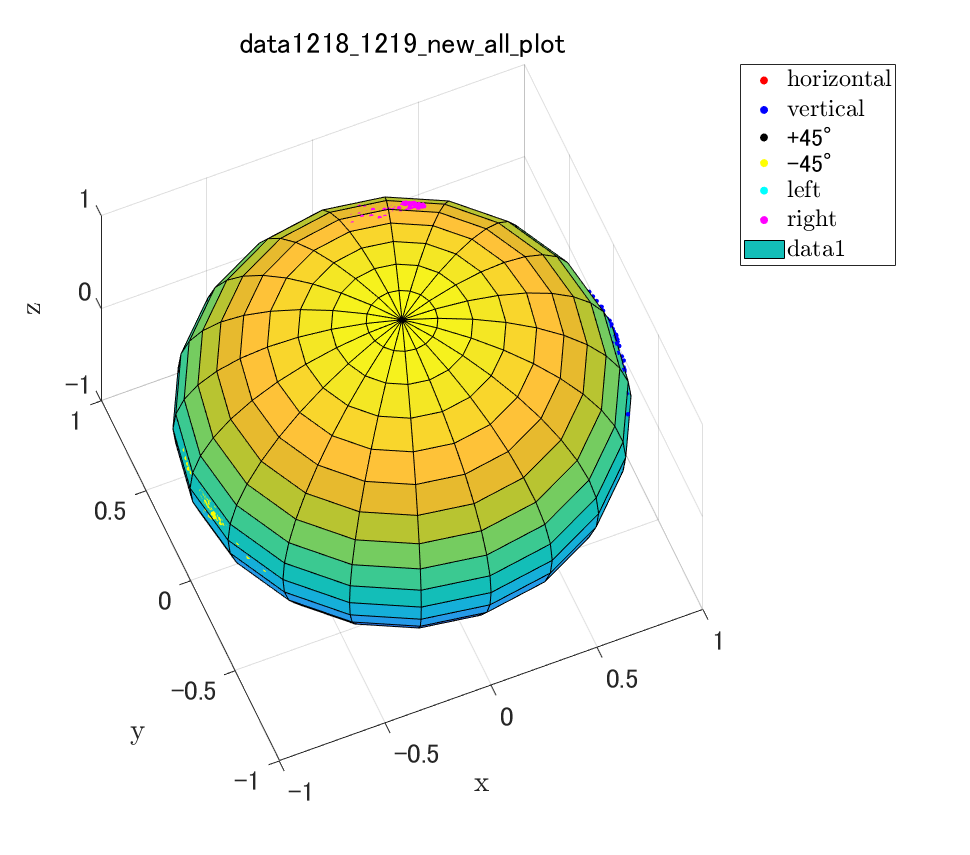 data1218_1219_new_all_plot
horizontal
vertical
+45°
−45°
left
right
data1
1
0
−1
z
1
0.5
0
−0.5
−1
y
−1
−0.5
0
0.5
1
x